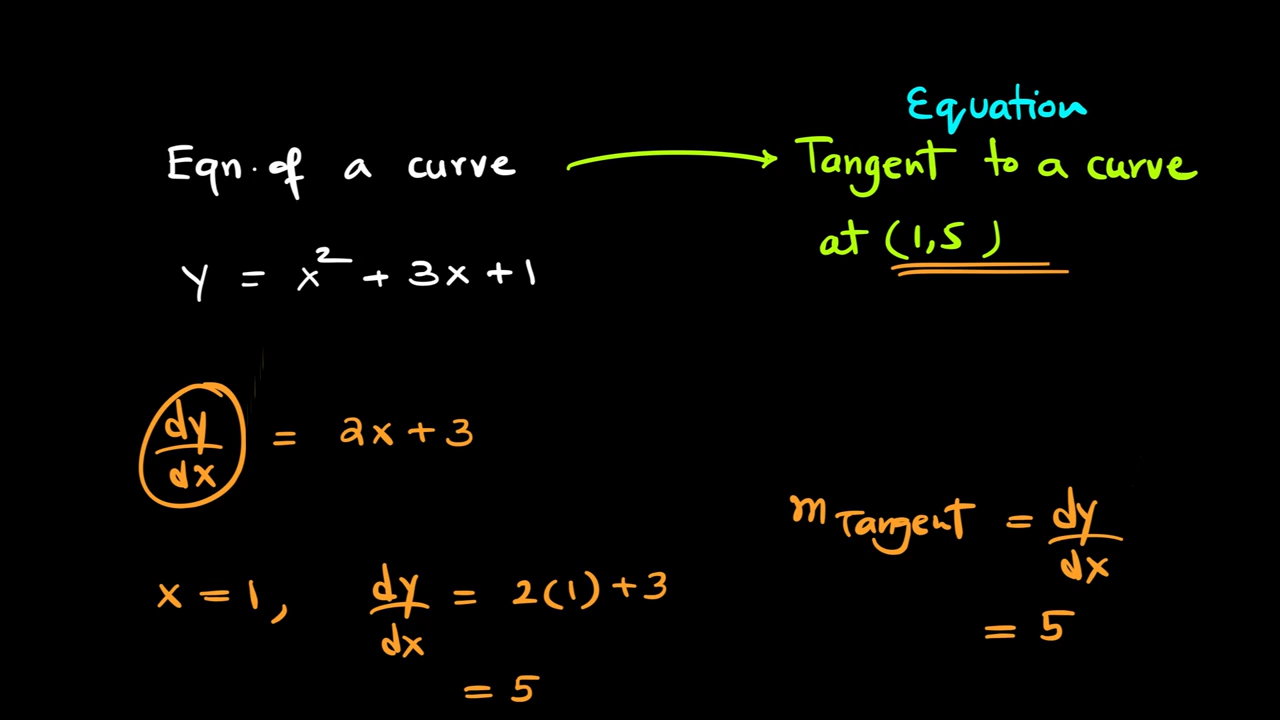 Equation
Eqn. of a curve → Tangent to a curve
at (1,5)
y = x² + 3x + 1
dy/dx = 2x + 3
m Tangent = dy/dx
x = 1, dy/dx = 2(1) + 3
= 5
= 5